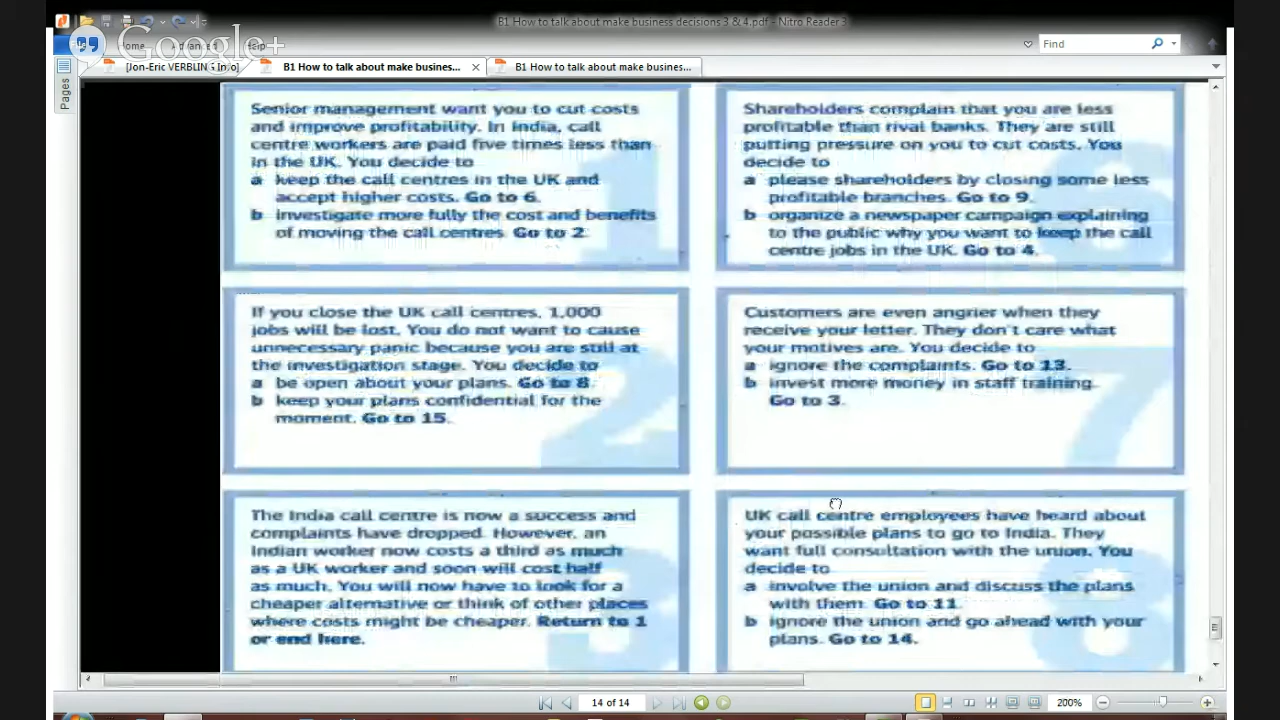 B1 How to talk about make business decisions 3 & 4.pdf - Nitro Reader 3
Google+
Home
Advanced
Help
Find
[Jon-Eric VERBLING Info]
B1 How to talk about make busines...
B1 How to talk about make busines...
Pages
Senior management want you to cut costs
and improve profitability. In India, call
centre workers are paid five times less than
in the UK. You decide to
a keep the call centres in the UK and
accept higher costs. Go to 6.
b investigate more fully the cost and benefits
of moving the call centres. Go to 2
1
If you close the UK call centres, 1,000
jobs will be lost. You do not want to cause
unnecessary panic because you are still at
the investigation stage. You decide to
a be open about your plans. Go to 8.
b keep your plans confidential for the
moment. Go to 15.
2
The India call centre is now a success and
complaints have dropped. However, an
Indian worker now costs a third as much
as a UK worker and soon will cost half
as much. You will now have to look for a
cheaper alternative or think of other places
where costs might be cheaper. Return to 1
or end here.
3
Shareholders complain that you are less
profitable than rival banks. They are still
putting pressure on you to cut costs. You
decide to
a please shareholders by closing some less
profitable branches. Go to 9.
b organize a newspaper campaign explaining
to the public why you want to keep the call
centre jobs in the UK. Go to 4.
6
Customers are even angrier when they
receive your letter. They don't care what
your motives are. You decide to
a ignore the complaints. Go to 13.
b invest more money in staff training.
Go to 3.
7
UK call centre employees have heard about
your possible plans to go to India. They
want full consultation with the union. You
decide to
a involve the union and discuss the plans
with them. Go to 11.
b ignore the union and go ahead with your
plans. Go to 14.
8
14 of 14
200%